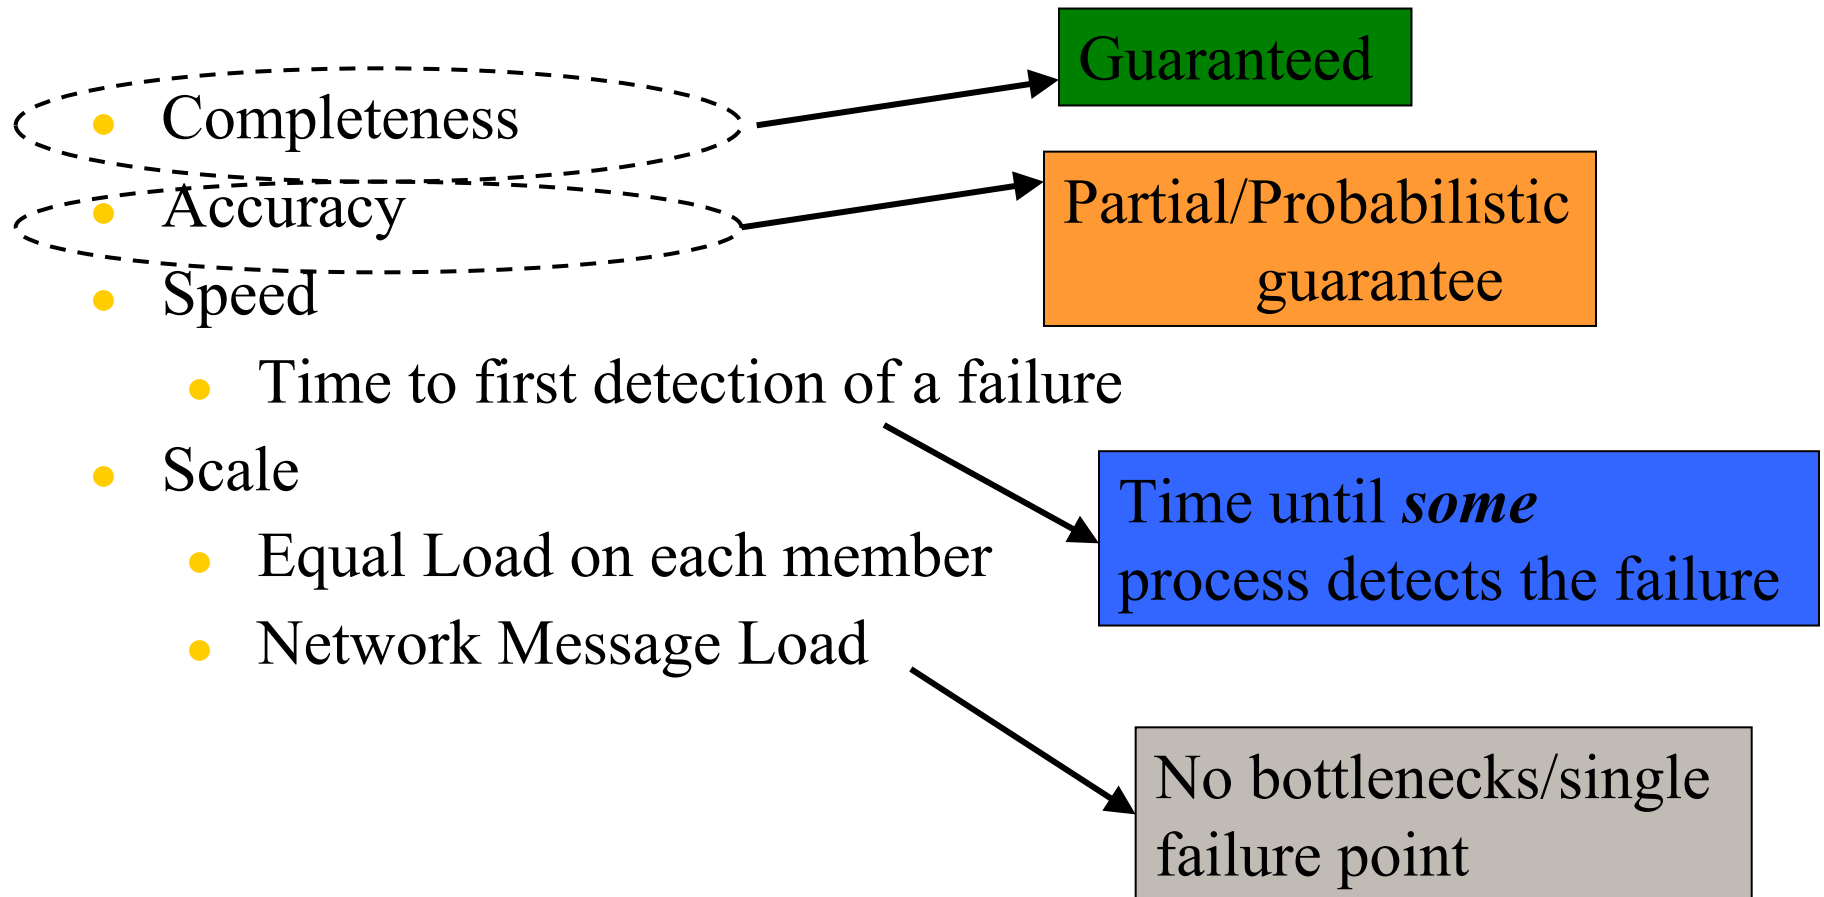 Guaranteed
Completeness
Partial/Probabilistic
guarantee
Accuracy
Speed
Time to first detection of a failure
Scale
Time until some
process detects the failure
Equal Load on each member
Network Message Load
No bottlenecks/single
failure point